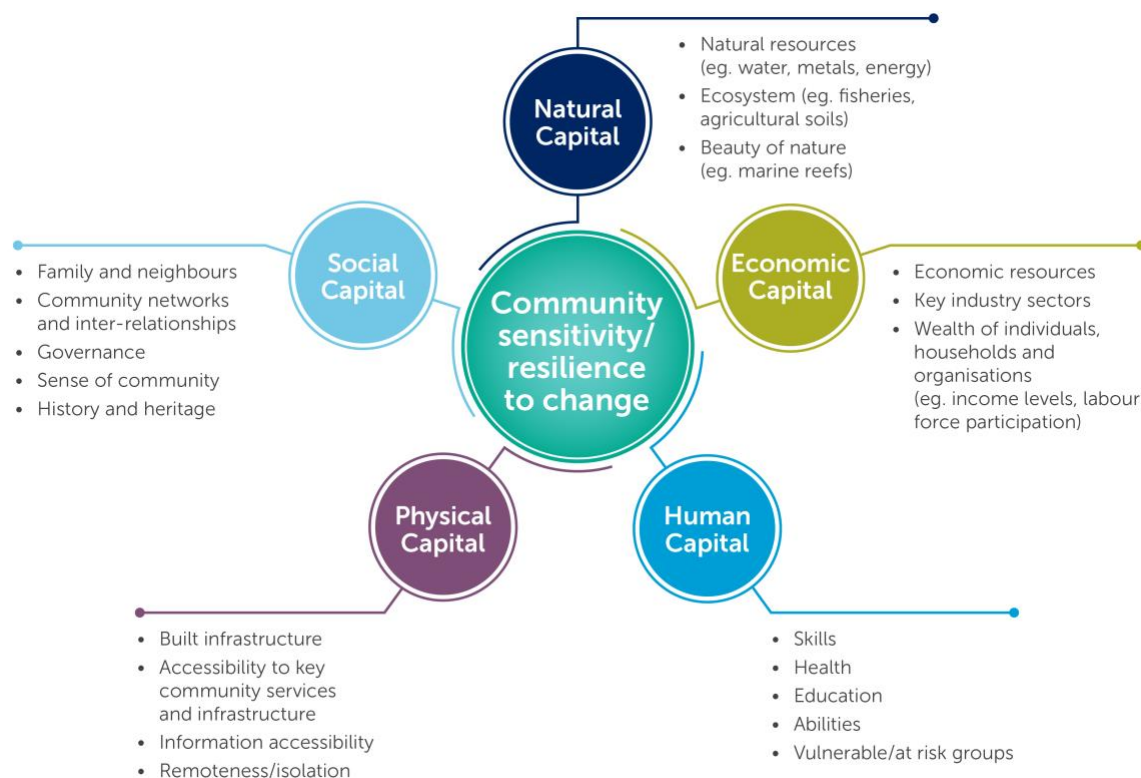 Natural
Capital
• Natural resources
(eg. water, metals, energy)
• Ecosystem (eg. fisheries,
agricultural soils)
• Beauty of nature
(eg. marine reefs)
Social
Capital
• Family and neighbours
• Community networks
and inter-relationships
• Governance
• Sense of community
• History and heritage
Community
sensitivity/
resilience
to change
Economic
Capital
• Economic resources
• Key industry sectors
• Wealth of individuals,
households and
organisations
(eg. income levels, labour
force participation)
Physical
Capital
• Built infrastructure
• Accessibility to key
community services
and infrastructure
• Information accessibility
• Remoteness/isolation
Human
Capital
• Skills
• Health
• Education
• Abilities
• Vulnerable/at risk groups